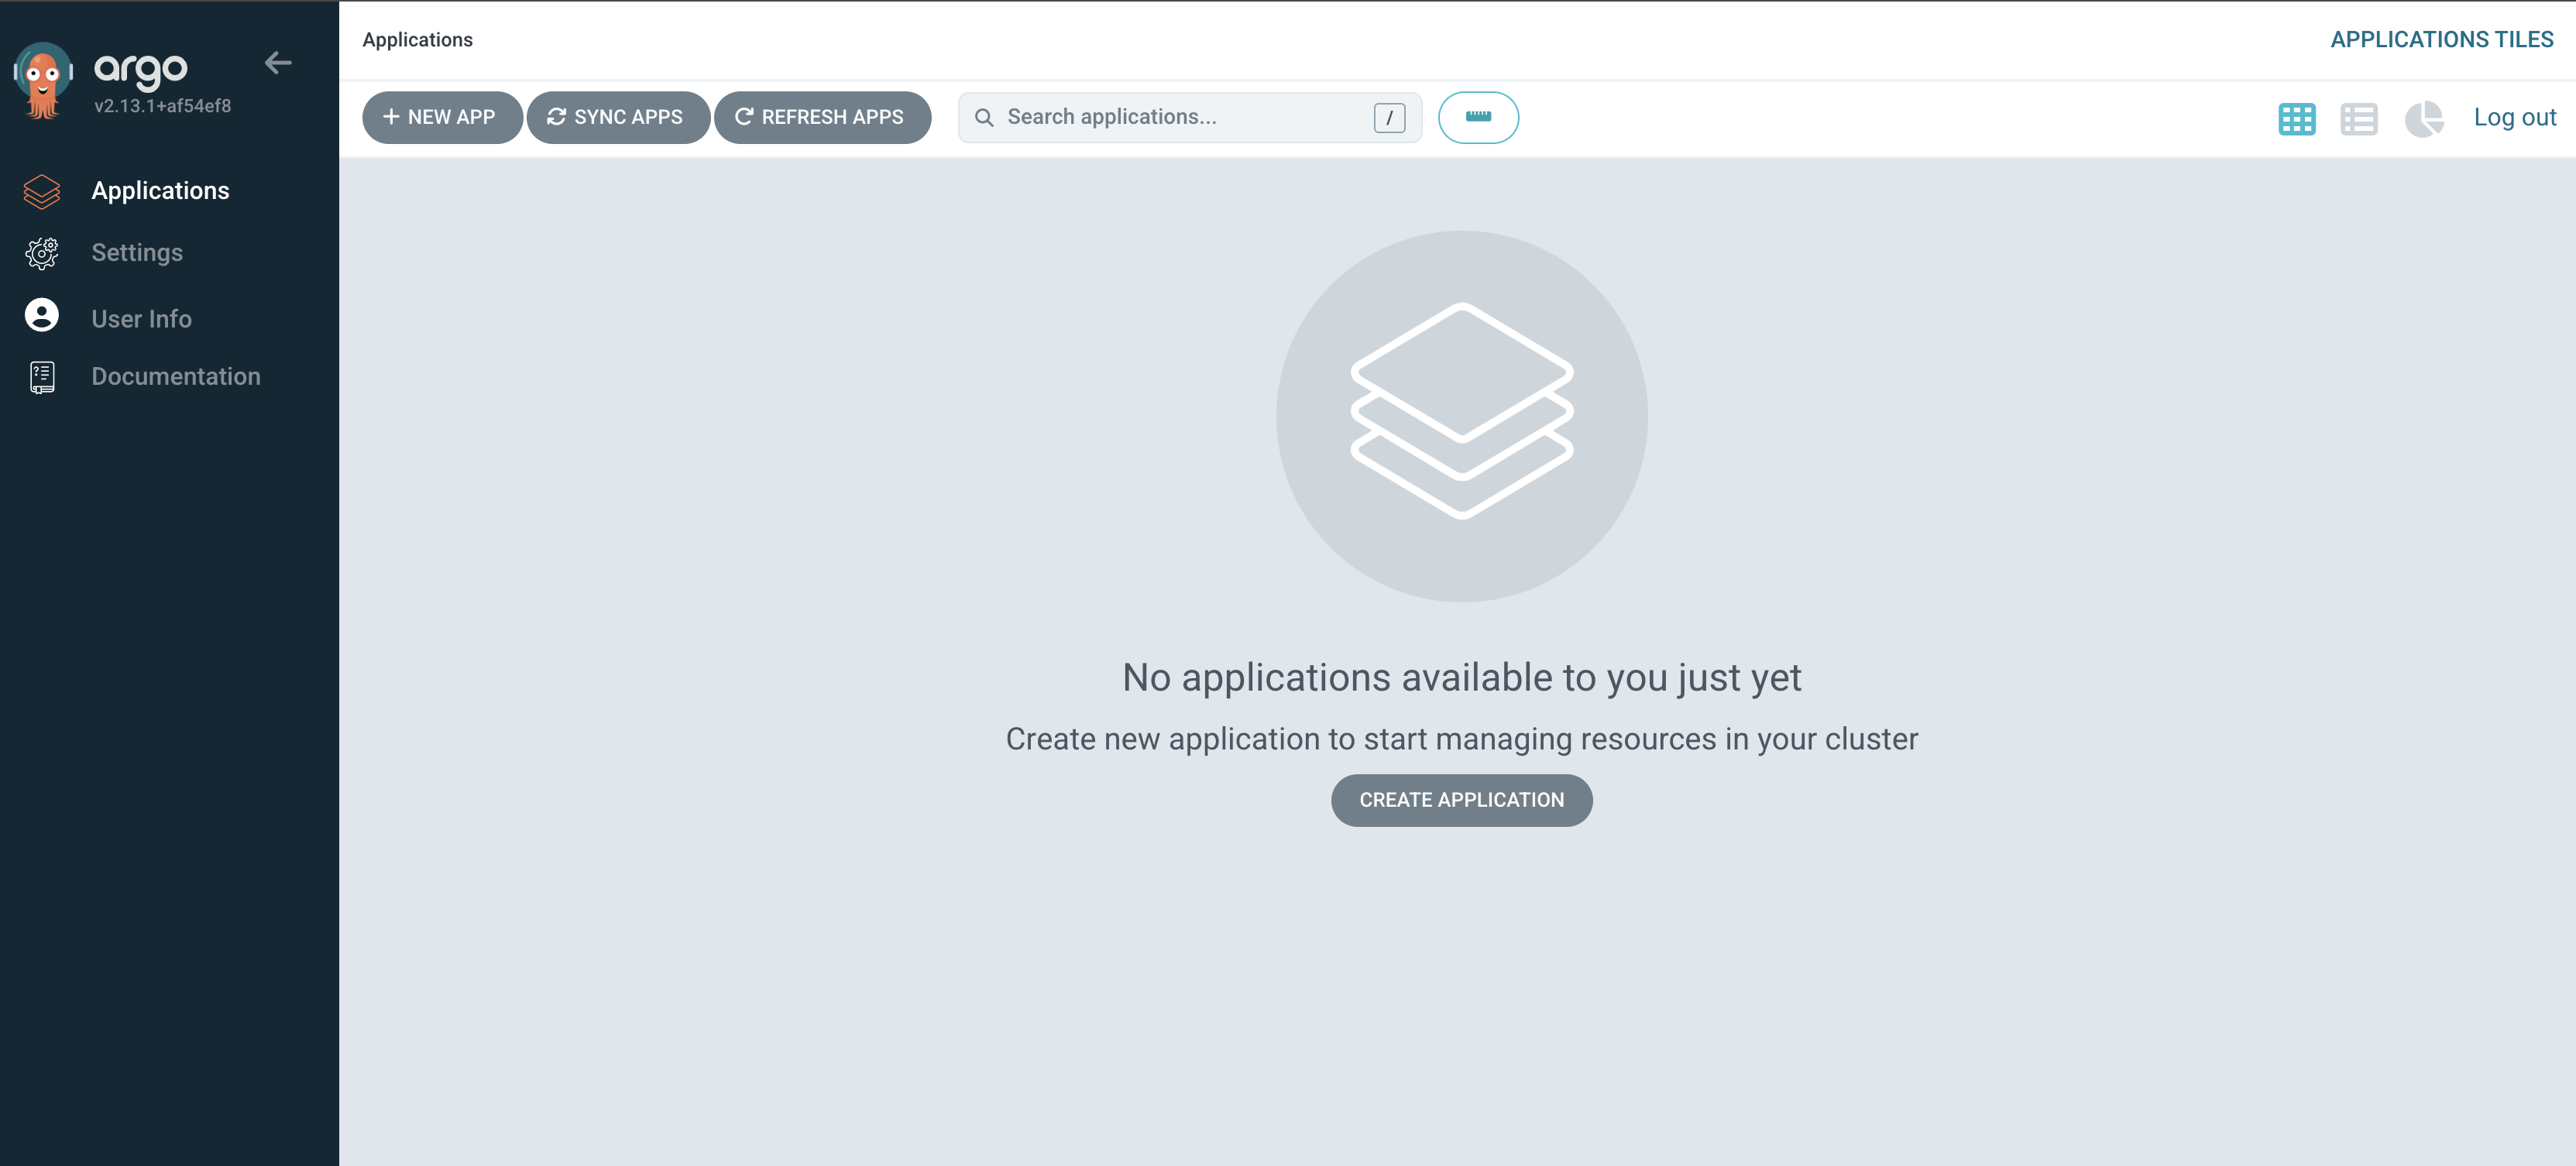 argo
v2.13.1+af54ef8
Applications
Settings
User Info
Documentation
Applications
APPLICATIONS TILES
NEW APP
SYNC APPS
REFRESH APPS
Search applications...
/
Log out
No applications available to you just yet
Create new application to start managing resources in your cluster
CREATE APPLICATION